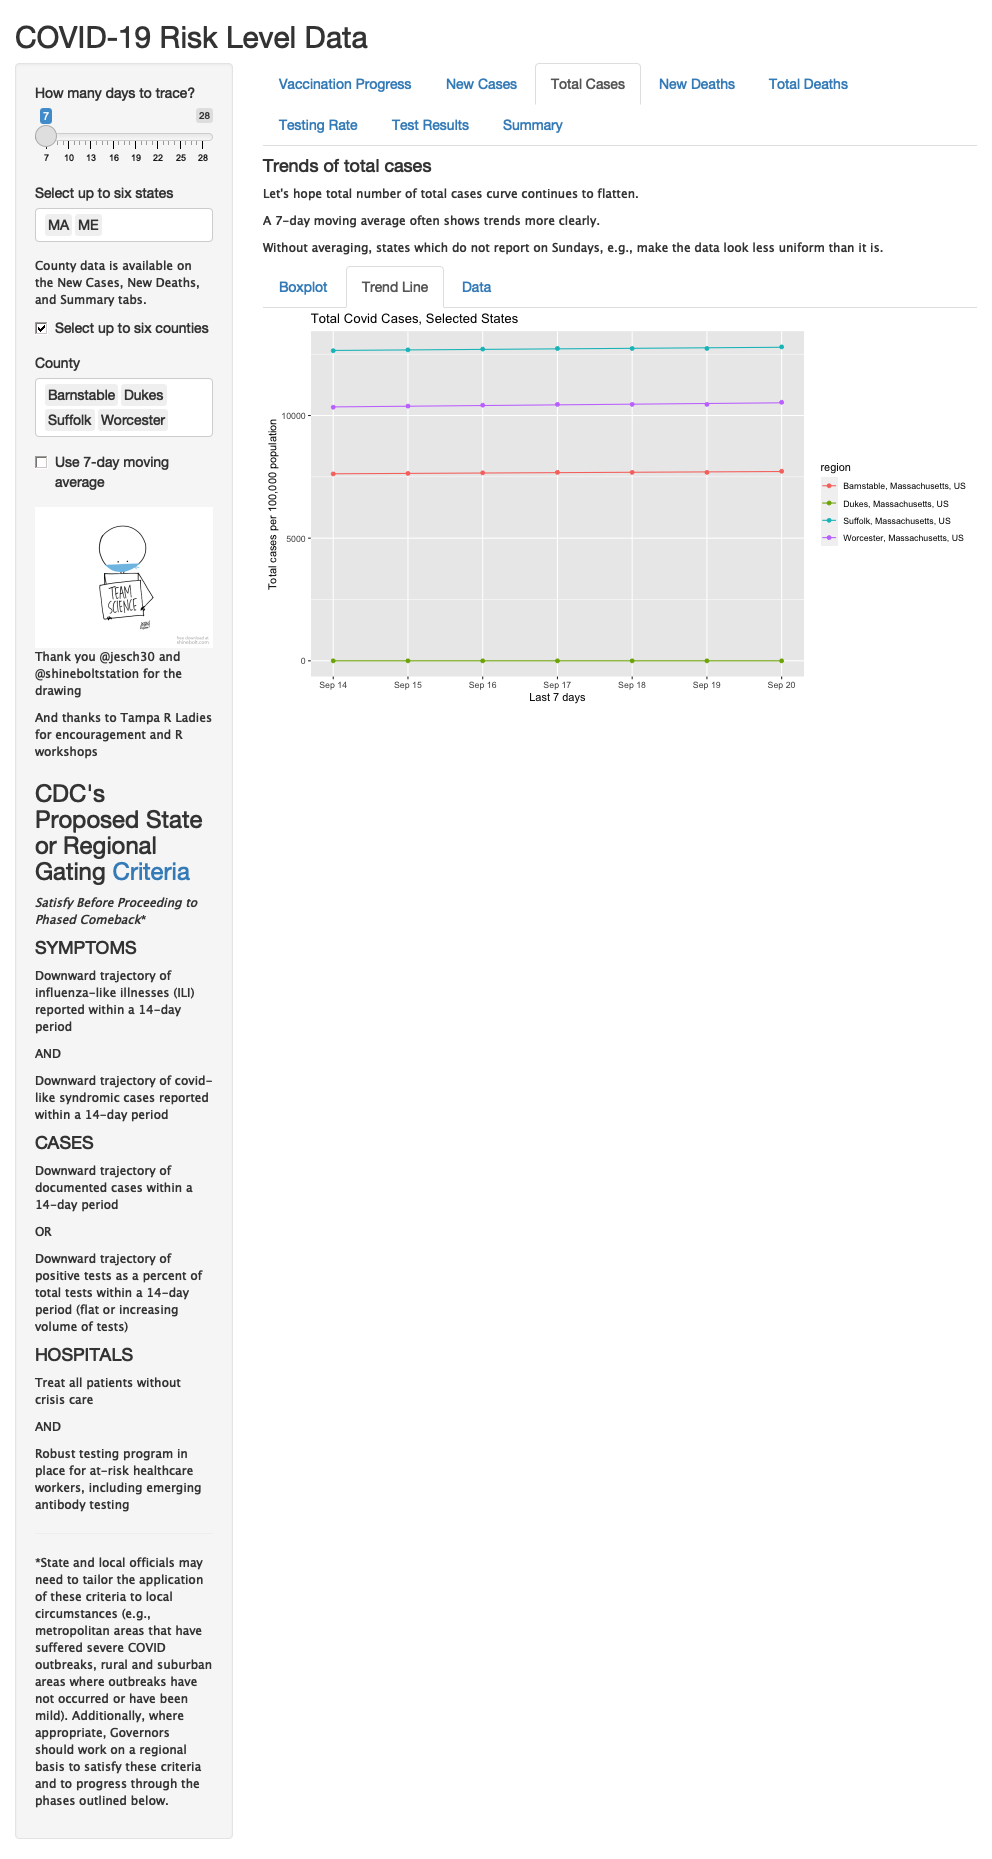 COVID-19 Risk Level Data
How many days to trace?
7
28
7 10 13 16 19 22 25 28
Select up to six states
MA ME
County data is available on
the New Cases, New Deaths,
and Summary tabs.
Select up to six counties
County
Barnstable Dukes
Suffolk Worcester
Use 7-day moving
average
TEAM
SCIENCE
Thank you @jesch30 and
@shineboltstation for the
drawing
And thanks to Tampa R Ladies
for encouragement and R
workshops
CDC's
Proposed State
or Regional
Gating Criteria
Satisfy Before Proceeding to
Phased Comeback*
SYMPTOMS
Downward trajectory of
influenza-like illnesses (ILI)
reported within a 14-day
period
AND
Downward trajectory of covid-
like syndromic cases reported
within a 14-day period
CASES
Downward trajectory of
documented cases within a
14-day period
OR
Downward trajectory of
positive tests as a percent of
total tests within a 14-day
period (flat or increasing
volume of tests)
HOSPITALS
Treat all patients without
crisis care
AND
Robust testing program in
place for at-risk healthcare
workers, including emerging
antibody testing
*State and local officials may
need to tailor the application
of these criteria to local
circumstances (e.g.,
metropolitan areas that have
suffered severe COVID
outbreaks, rural and suburban
areas where outbreaks have
not occurred or have been
mild). Additionally, where
appropriate, Governors
should work on a regional
basis to satisfy these criteria
and to progress through the
phases outlined below.
Vaccination Progress New Cases Total Cases New Deaths Total Deaths
Testing Rate Test Results Summary
Trends of total cases
Let's hope total number of total cases curve continues to flatten.
A 7-day moving average often shows trends more clearly.
Without averaging, states which do not report on Sundays, e.g., make the data look less uniform than it is.
Boxplot Trend Line Data
Total Covid Cases, Selected States
Total cases per 100,000 population
10000
5000
0
Sep 14 Sep 15 Sep 16 Sep 17 Sep 18 Sep 19 Sep 20
Last 7 days
region
Barnstable, Massachusetts, US
Dukes, Massachusetts, US
Suffolk, Massachusetts, US
Worcester, Massachusetts, US